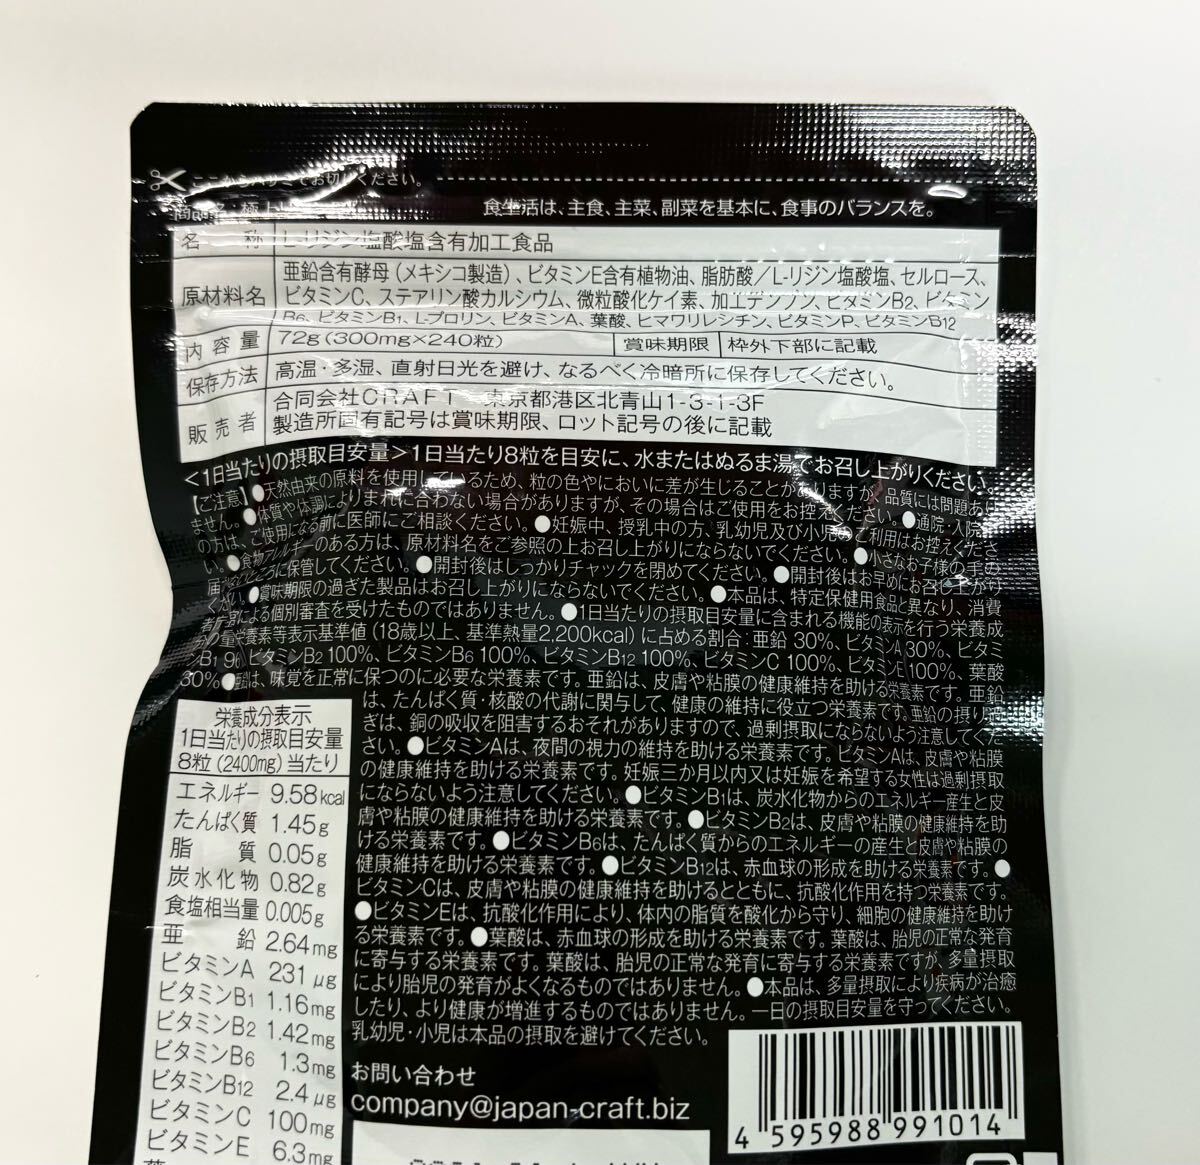 ここからハサミでお切りください。
食生活は、主食、主菜、副菜を基本に、食事のバランスを。
名称 L-リジン塩酸塩含有加工食品
原材料名 亜鉛含有酵母（メキシコ製造）、ビタミンE含有植物油、脂肪酸／L-リジン塩酸塩、セルロース、
ビタミンC、ステアリン酸カルシウム、微粒酸化ケイ素、加工デンプン、ビタミンB2、ビタミン
B6、ビタミンB1、L-プロリン、ビタミンA、葉酸、ヒマワリレシチン、ビタミンP、ビタミンB12
内容量 72g（300mg×240粒） 賞味期限 枠外下部に記載
保存方法 高温・多湿、直射日光を避け、なるべく冷暗所に保存してください。
販売者 合同会社CRAFT 東京都港区北青山1-3-1-3F
製造所固有記号は賞味期限、ロット記号の後に記載
＜1日当たりの摂取目安量＞1日当たり8粒を目安に、水またはぬるま湯でお召し上がりください。
【ご注意】●天然由来の原料を使用しているため、粒の色やにおいに差が生じることがありますが、品質には問題あり
ません。●体質や体調によりまれに合わない場合がありますが、その場合はご使用をお控えください。●通院・入院中
の方は、ご使用になる前に医師にご相談ください。●妊娠中、授乳中の方、乳幼児及び小児のご利用はお控えくださ
い。●食物アレルギーのある方は、原材料名をご参照の上お召し上がりにならないでください。●小さなお子様の手の
届かないところに保管してください。●開封後はしっかりチャックを閉めてください。●開封後はお早めにお召し上がり
ください。●賞味期限の過ぎた製品はお召し上がりにならないでください。●本品は、特定保健用食品と異なり、消費
者庁長官による個別審査を受けたものではありません。●1日当たりの摂取目安量に含まれる機能の表示を行う栄養成
分の量栄養素等表示基準値（18歳以上、基準熱量2,200kcal）に占める割合：亜鉛 30%、ビタミンA 30%、ビタミ
ンB1 96、ビタミンB2 100%、ビタミンB6 100%、ビタミンB12 100%、ビタミンC 100%、ビタミンE 100%、葉酸
30%●亜鉛は、味覚を正常に保つのに必要な栄養素です。亜鉛は、皮膚や粘膜の健康維持を助ける栄養素です。亜鉛
は、たんぱく質・核酸の代謝に関与して、健康の維持に役立つ栄養素です。亜鉛の摂り過
ぎは、銅の吸収を阻害するおそれがありますので、過剰摂取にならないよう注意してくだ
さい。●ビタミンAは、夜間の視力の維持を助ける栄養素です。ビタミンAは、皮膚や粘膜
の健康維持を助ける栄養素です。妊娠三か月以内又は妊娠を希望する女性は過剰摂取
にならないよう注意してください。●ビタミンB1は、炭水化物からのエネルギー産生と皮
膚や粘膜の健康維持を助ける栄養素です。●ビタミンB2は、皮膚や粘膜の健康維持を助
ける栄養素です。●ビタミンB6は、たんぱく質からのエネルギーの産生と皮膚や粘膜の
健康維持を助ける栄養素です。●ビタミンB12は、赤血球の形成を助ける栄養素です。●
ビタミンCは、皮膚や粘膜の健康維持を助けるとともに、抗酸化作用を持つ栄養素です。
●ビタミンEは、抗酸化作用により、体内の脂質を酸化から守り、細胞の健康維持を助け
る栄養素です。●葉酸は、赤血球の形成を助ける栄養素です。葉酸は、胎児の正常な発育
に寄与する栄養素です。葉酸は、胎児の正常な発育に寄与する栄養素ですが、多量摂取
により胎児の発育がよくなるものではありません。●本品は、多量摂取により疾病が治癒
したり、より健康が増進するものではありません。一日の摂取目安量を守ってください。
乳幼児・小児は本品の摂取を避けてください。
栄養成分表示
1日当たりの摂取目安量
8粒（2400mg）当たり
エネルギー 9.58kcal
たんぱく質 1.45g
脂質 0.05g
炭水化物 0.82g
食塩相当量 0.005g
亜鉛 2.64mg
ビタミンA 231μg
ビタミンB1 1.16mg
ビタミンB2 1.42mg
ビタミンB6 1.3mg
ビタミンB12 2.4μg
ビタミンC 100mg
ビタミンE 6.3mg
お問い合わせ
company@japan-craft.biz
4 595988 991014